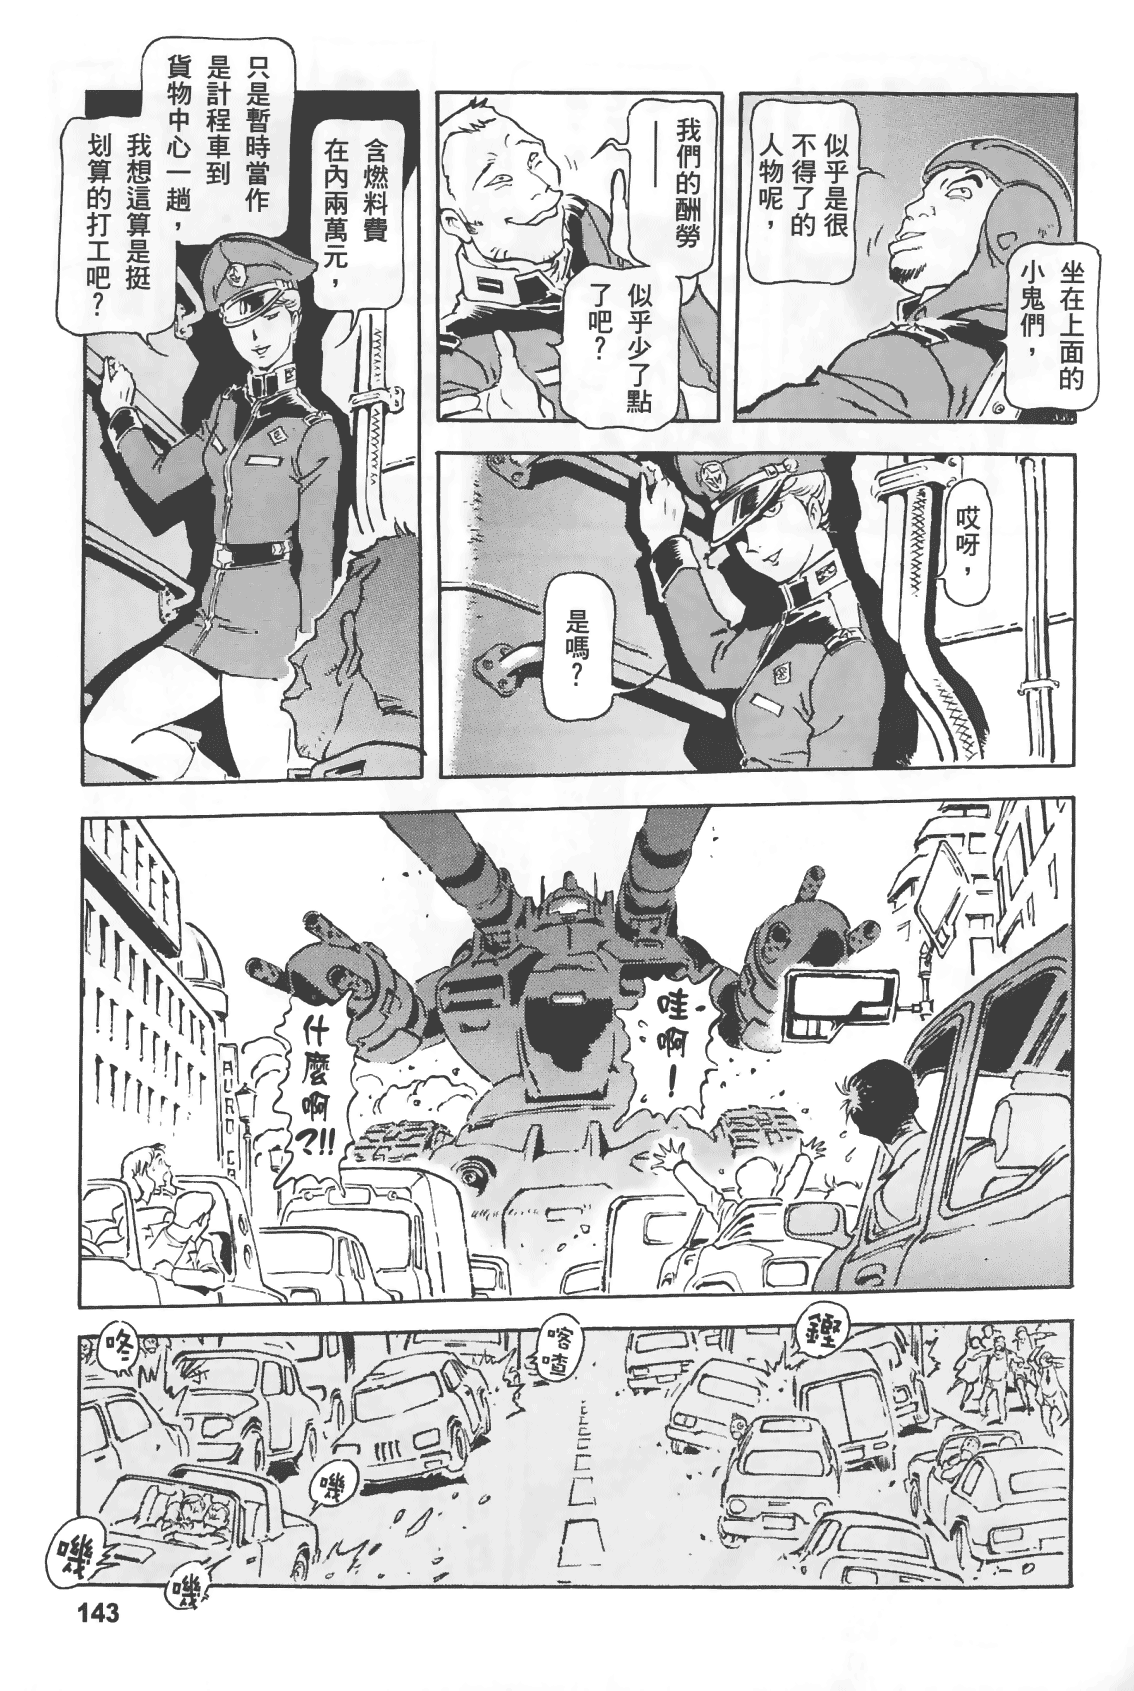 坐在上面的
小鬼們，
似乎是很
不得了的
人物呢，
我們的酬勞
——
似乎少了點
了吧？
含燃料費
在內兩萬元，
只是暫時當作
是計程車到
貨物中心一趟，
我想這算是挺
划算的打工吧？
哎呀，
是嗎？
哇啊！
什麼啊?!!
鏗
喀喳
咚
嘰
嘰
嘰
143